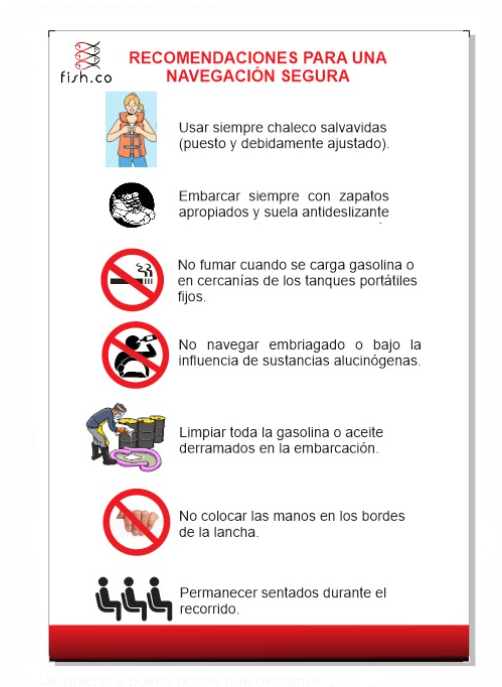 fish.co
RECOMENDACIONES PARA UNA
NAVEGACIÓN SEGURA
Usar siempre chaleco salvavidas
(puesto y debidamente ajustado).
Embarcar siempre con zapatos
apropiados y suela antideslizante
No fumar cuando se carga gasolina o
en cercanías de los tanques portátiles
fijos.
No navegar embriagado o bajo la
influencia de sustancias alucinógenas.
Limpiar toda la gasolina o aceite
derramados en la embarcación.
No colocar las manos en los bordes
de la lancha.
Permanecer sentados durante el
recorrido.